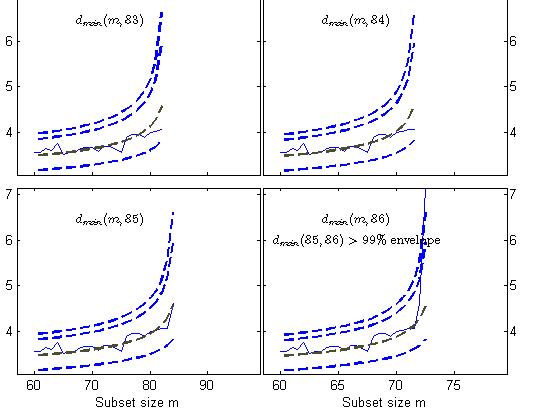 d_min(m, 83)
d_min(m, 84)
6
5
4
6
5
4
d_min(m, 85)
d_min(m, 86)
d_min(85, 86) > 99% envelope
7
6
5
4
7
6
5
4
60 70 80 90
60 65 70 75
Subset size m
Subset size m